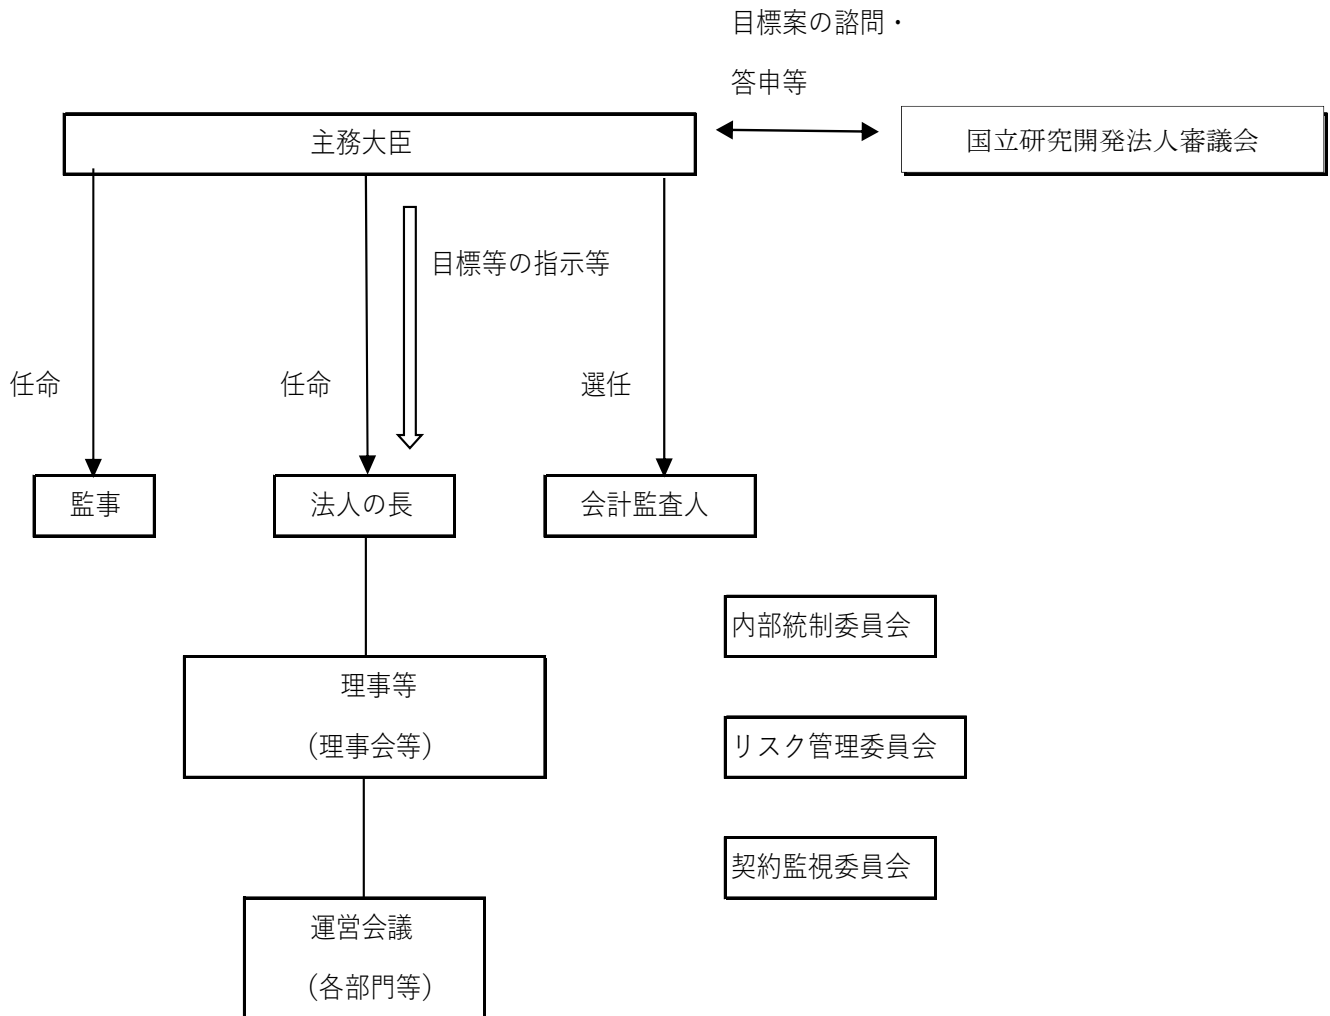 目標案の諮問・
答申等
主務大臣
国立研究開発法人審議会
目標等の指示等
任命
任命
選任
監事
法人の長
会計監査人
内部統制委員会
理事等
（理事会等）
リスク管理委員会
契約監視委員会
運営会議
（各部門等）